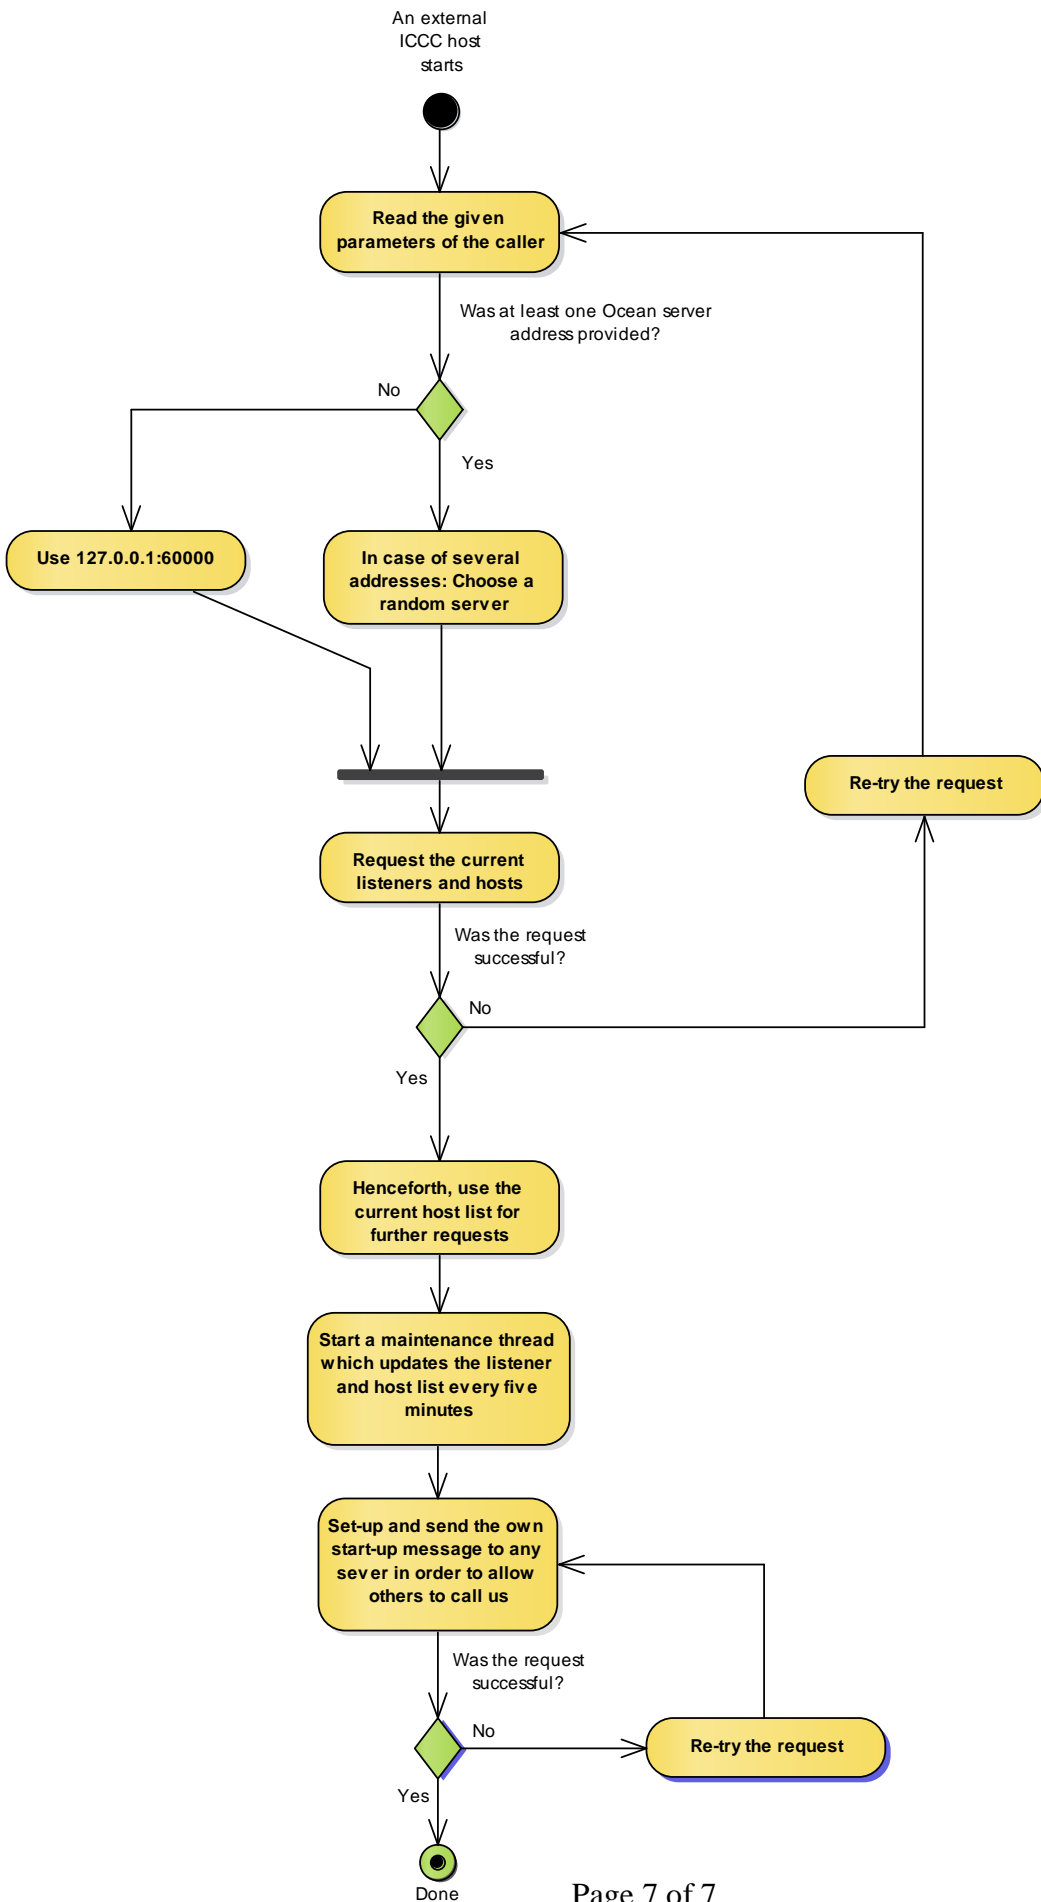 An external
ICCC host
starts
Read the given
parameters of the caller
Was at least one Ocean server
address provided?
No
Yes
Use 127.0.0.1:60000
In case of several
addresses: Choose a
random server
Re-try the request
Request the current
listeners and hosts
Was the request
successful?
No
Yes
Henceforth, use the
current host list for
further requests
Start a maintenance thread
which updates the listener
and host list every five
minutes
Set-up and send the own
start-up message to any
sever in order to allow
others to call us
Was the request
successful?
No
Re-try the request
Yes
Done
Page 7 of 7